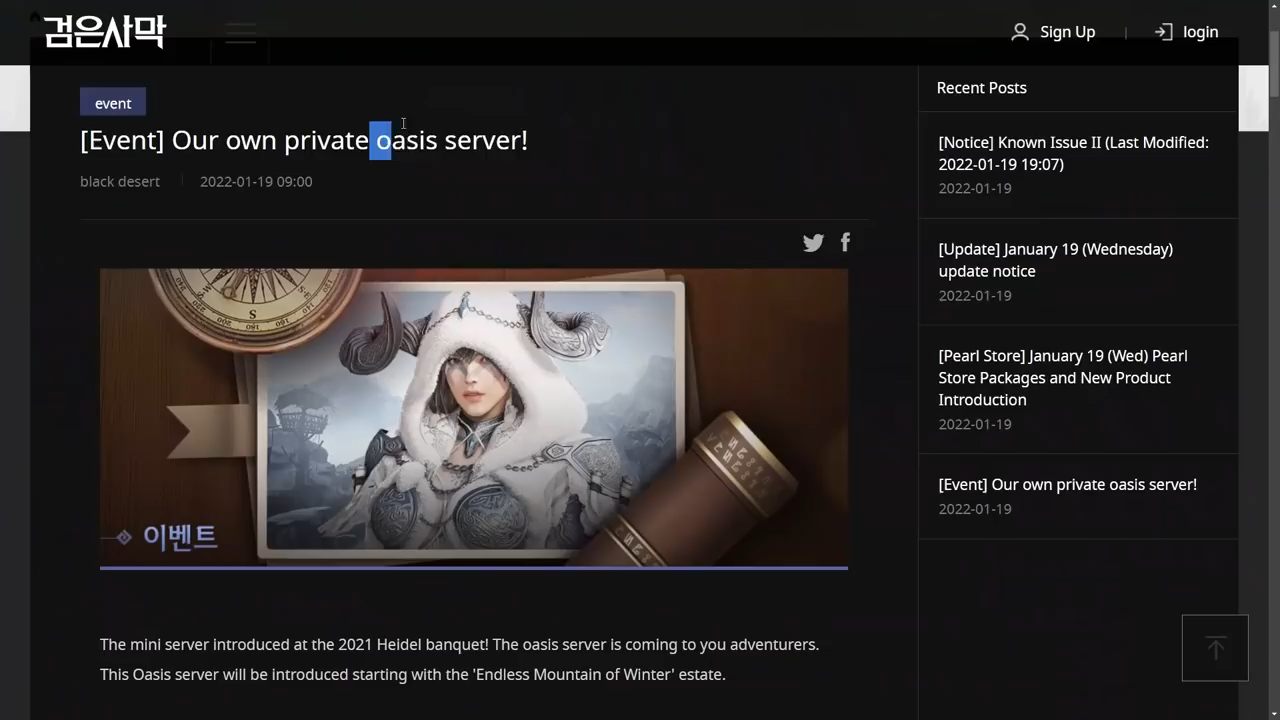 검은사막
Sign Up
login
event
[Event] Our own private oasis server!
black desert
2022-01-19 09:00
이벤트
The mini server introduced at the 2021 Heidel banquet! The oasis server is coming to you adventurers.
This Oasis server will be introduced starting with the 'Endless Mountain of Winter' estate.
Recent Posts
[Notice] Known Issue II (Last Modified:
2022-01-19 19:07)
2022-01-19
[Update] January 19 (Wednesday)
update notice
2022-01-19
[Pearl Store] January 19 (Wed) Pearl
Store Packages and New Product
Introduction
2022-01-19
[Event] Our own private oasis server!
2022-01-19